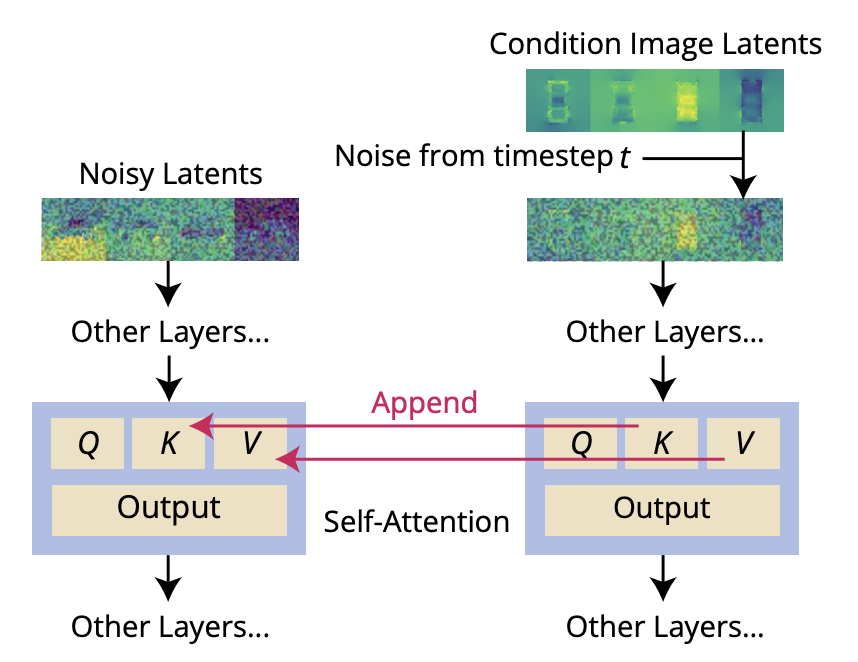 Condition Image Latents
Noise from timestep t
Noisy Latents
Other Layers...
Other Layers...
Append
Q K V
Q K V
Output
Self-Attention
Output
Other Layers...
Other Layers...